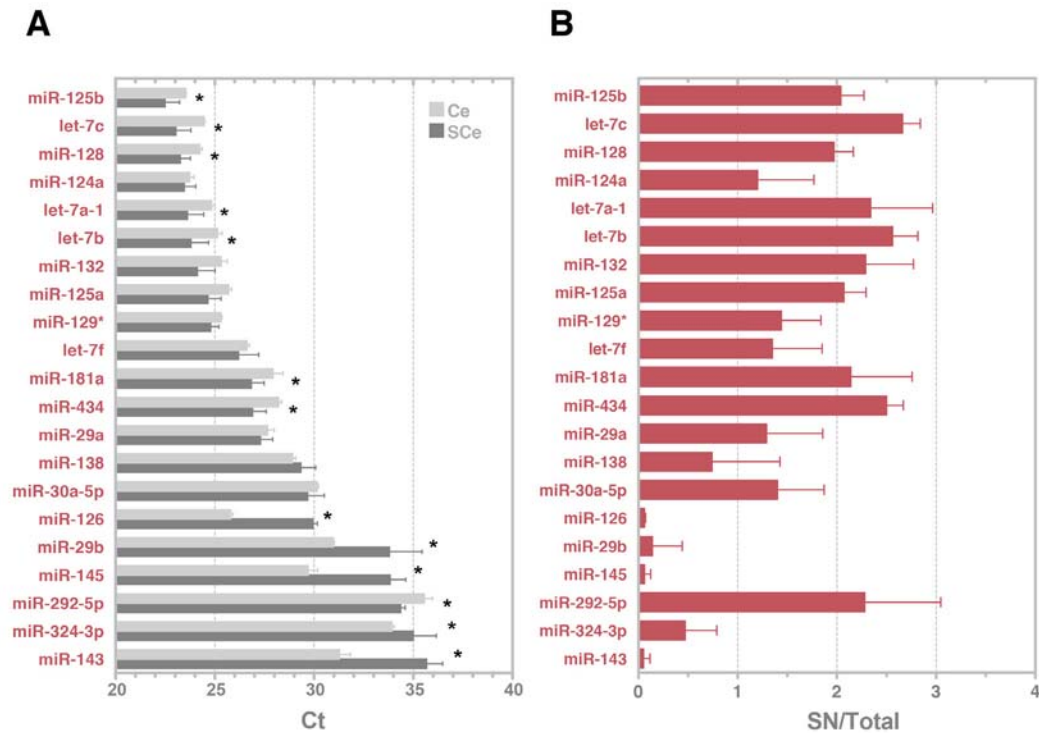 A
miR-125b
let-7c
miR-128
miR-124a
let-7a-1
let-7b
miR-132
miR-125a
miR-129*
let-7f
miR-181a
miR-434
miR-29a
miR-138
miR-30a-5p
miR-126
miR-29b
miR-145
miR-292-5p
miR-324-3p
miR-143
*
*
*
*
*
*
*
*
*
*
*
*
*
Ce
SCe
20 25 30 35 40
Ct
B
miR-125b
let-7c
miR-128
miR-124a
let-7a-1
let-7b
miR-132
miR-125a
miR-129*
let-7f
miR-181a
miR-434
miR-29a
miR-138
miR-30a-5p
miR-126
miR-29b
miR-145
miR-292-5p
miR-324-3p
miR-143
0 1 2 3 4
SN/Total